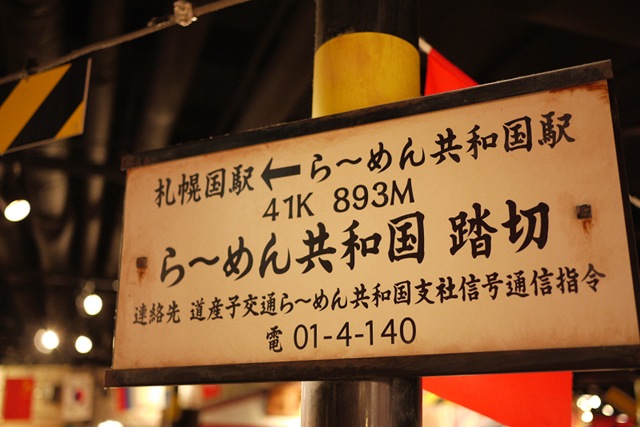 札幌国駅←ら～めん共和国駅
41K 893M
ら～めん共和国 踏切
連絡先 道産子交通ら～めん共和国支社信号通信指令
電 01-4-140